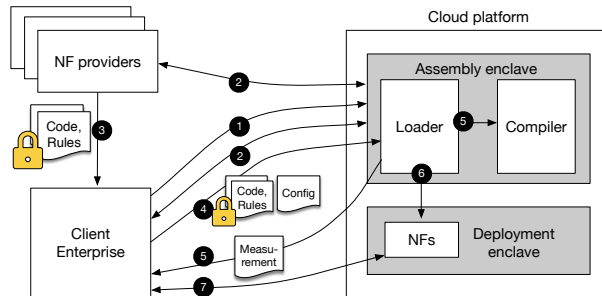 Cloud platform
NF providers
Assembly enclave
2
Code,
Rules
3
1
Loader
5
Compiler
2
6
4
Code,
Rules
Config
Client
Enterprise
5
Measu-
rement
NFs
Deployment
enclave
7